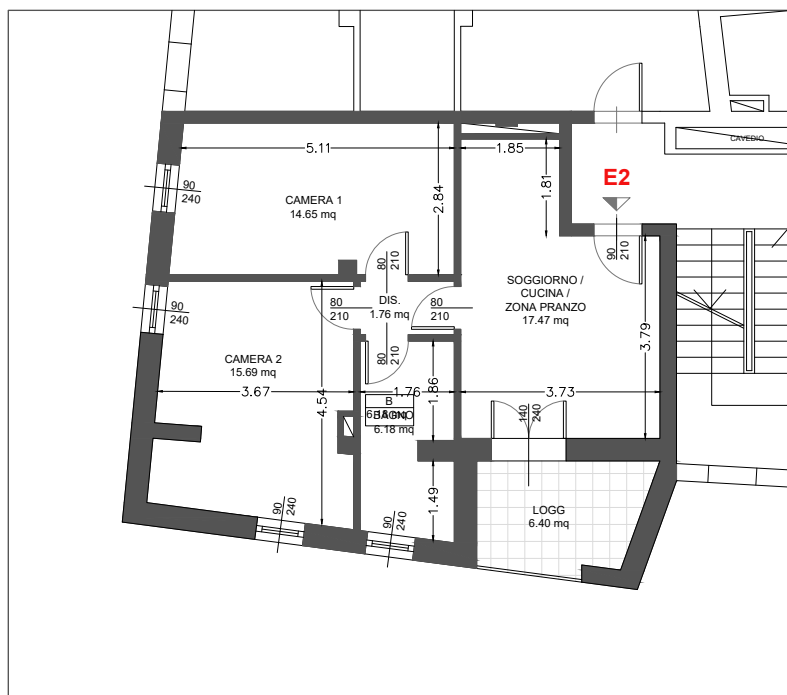 CAVEDIO
5.11
1.85
1.81
2.84
E2
90
240
CAMERA 1
14.65 mq
90
210
80
210
SOGGIORNO /
CUCINA /
ZONA PRANZO
17.47 mq
DIS.
1.76 mq
80
210
80
210
90
240
3.79
CAMERA 2
15.69 mq
80
210
3.67
4.54
1.76
1.86
3.73
B
6.18 mq
BAGNO
6.18 mq
140
240
1.49
LOGG
6.40 mq
90
240
90
240